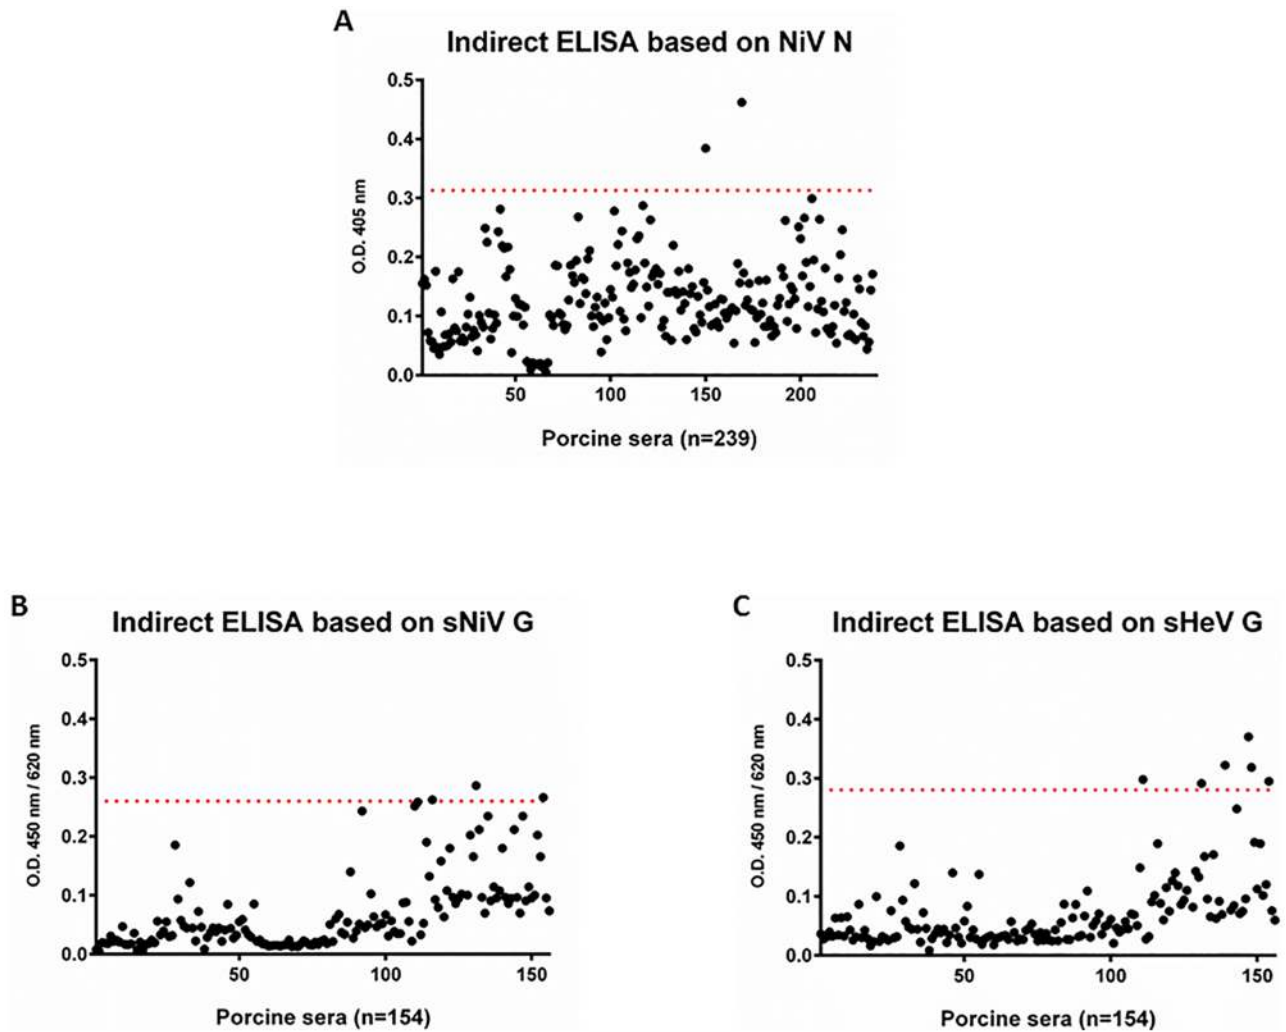 A
Indirect ELISA based on NiV N
0.5
0.4
0.3
0.2
0.1
0.0
O.D. 405 nm
50 100 150 200
Porcine sera (n=239)
B
Indirect ELISA based on sNiV G
0.5
0.4
0.3
0.2
0.1
0.0
O.D. 450 nm / 620 nm
50 100 150
Porcine sera (n=154)
C
Indirect ELISA based on sHeV G
0.5
0.4
0.3
0.2
0.1
0.0
O.D. 450 nm / 620 nm
50 100 150
Porcine sera (n=154)